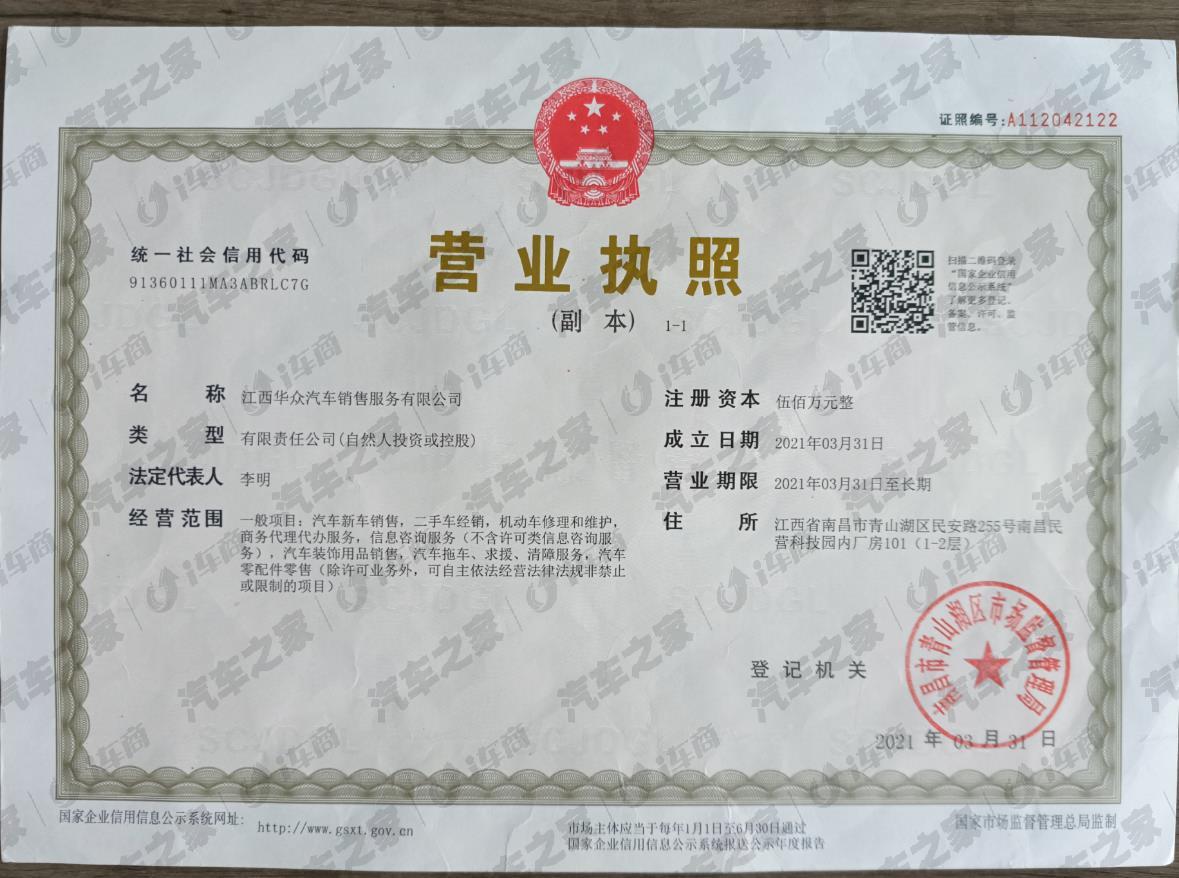 证照编号:A112042122
统一社会信用代码
91360111MA3ABRLC7G
营业执照
(副 本) 1-1
扫描二维码登录
“国家企业信用
信息公示系统”
了解更多登记、
备案、许可、监
管信息。
名 称 江西华众汽车销售服务有限公司
类 型 有限责任公司(自然人投资或控股)
法定代表人 李明
经营范围 一般项目：汽车新车销售，二手车经销，机动车修理和维护，
商务代理代办服务，信息咨询服务（不含许可类信息咨询服
务），汽车装饰用品销售，汽车拖车、求援、清障服务，汽车
零配件零售（除许可业务外，可自主依法经营法律法规非禁止
或限制的项目）
注册资本 伍佰万元整
成立日期 2021年03月31日
营业期限 2021年03月31日至长期
住 所 江西省南昌市青山湖区民安路255号南昌民
营科技园内厂房101（1-2层）
登记机关
南昌市青山湖区市场监督管理局
2021 年 03 月 31 日
国家企业信用信息公示系统网址: http://www.gsxt.gov.cn
市场主体应当于每年1月1日至6月30日通过
国家企业信用信息公示系统报送公示年度报告
国家市场监督管理总局监制
汽车之家 i车商